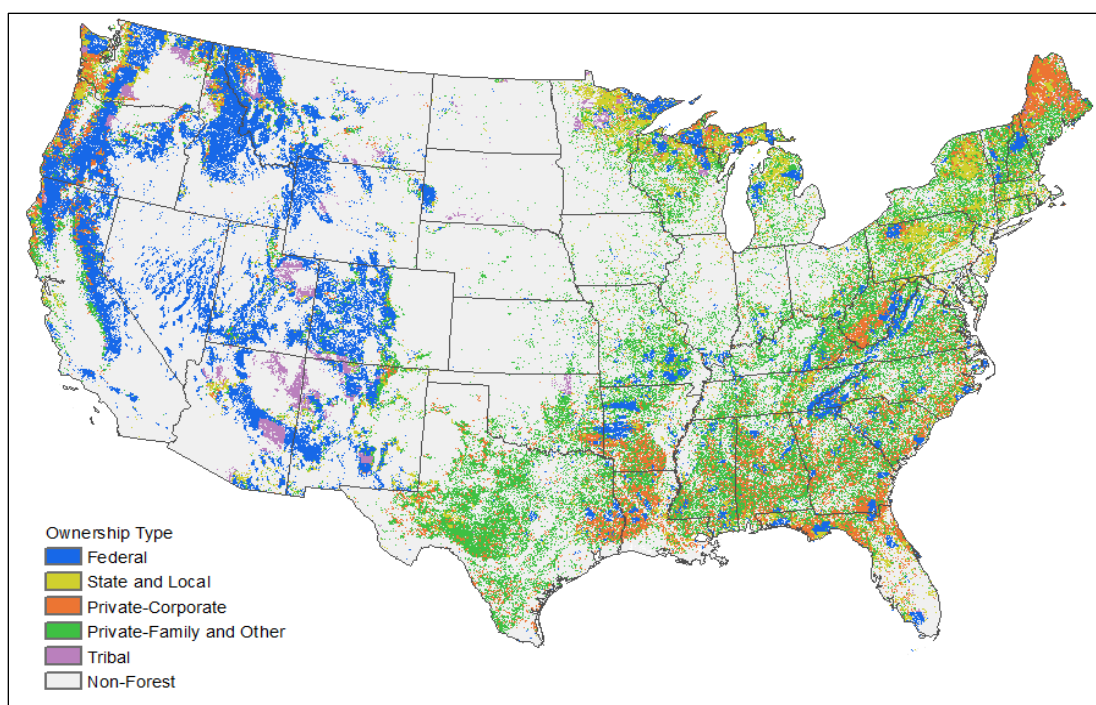 Ownership Type
Federal
State and Local
Private-Corporate
Private-Family and Other
Tribal
Non-Forest